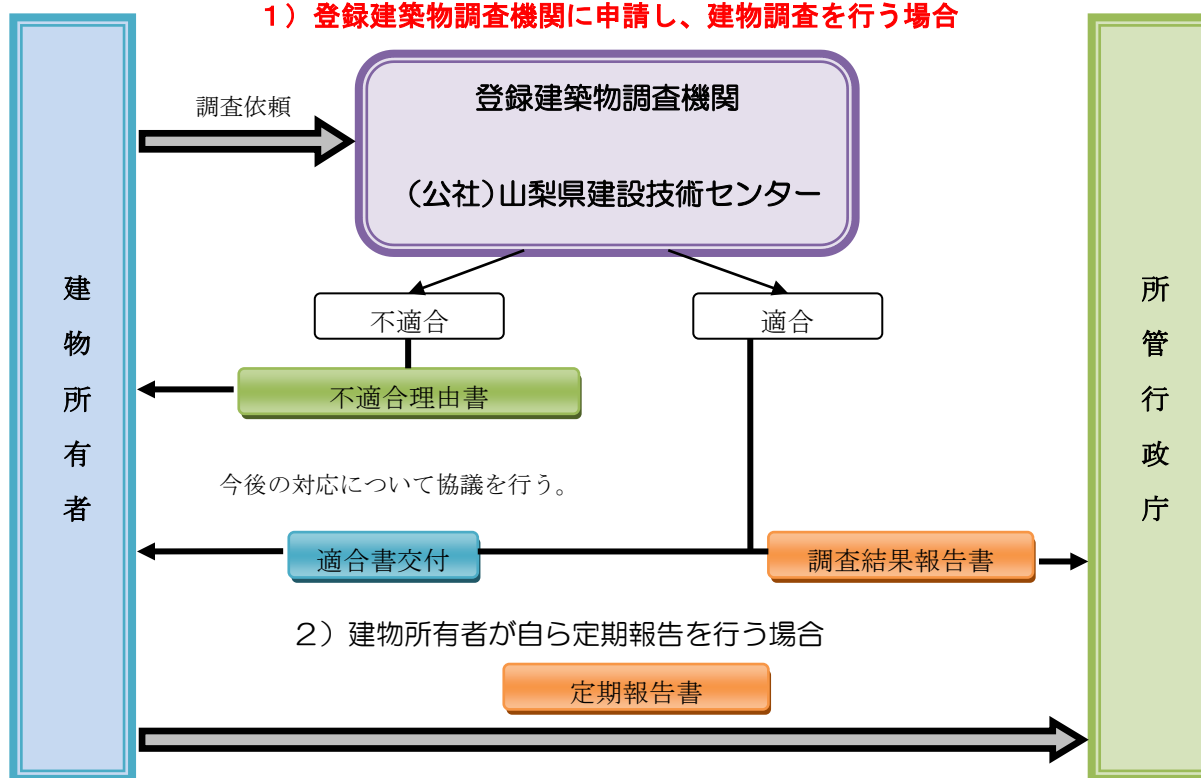 1）登録建築物調査機関に申請し、建物調査を行う場合
調査依頼
登録建築物調査機関
（公社）山梨県建設技術センター
建物所有者
所管行政庁
不適合
適合
不適合理由書
今後の対応について協議を行う。
適合書交付
調査結果報告書
２）建物所有者が自ら定期報告を行う場合
定期報告書